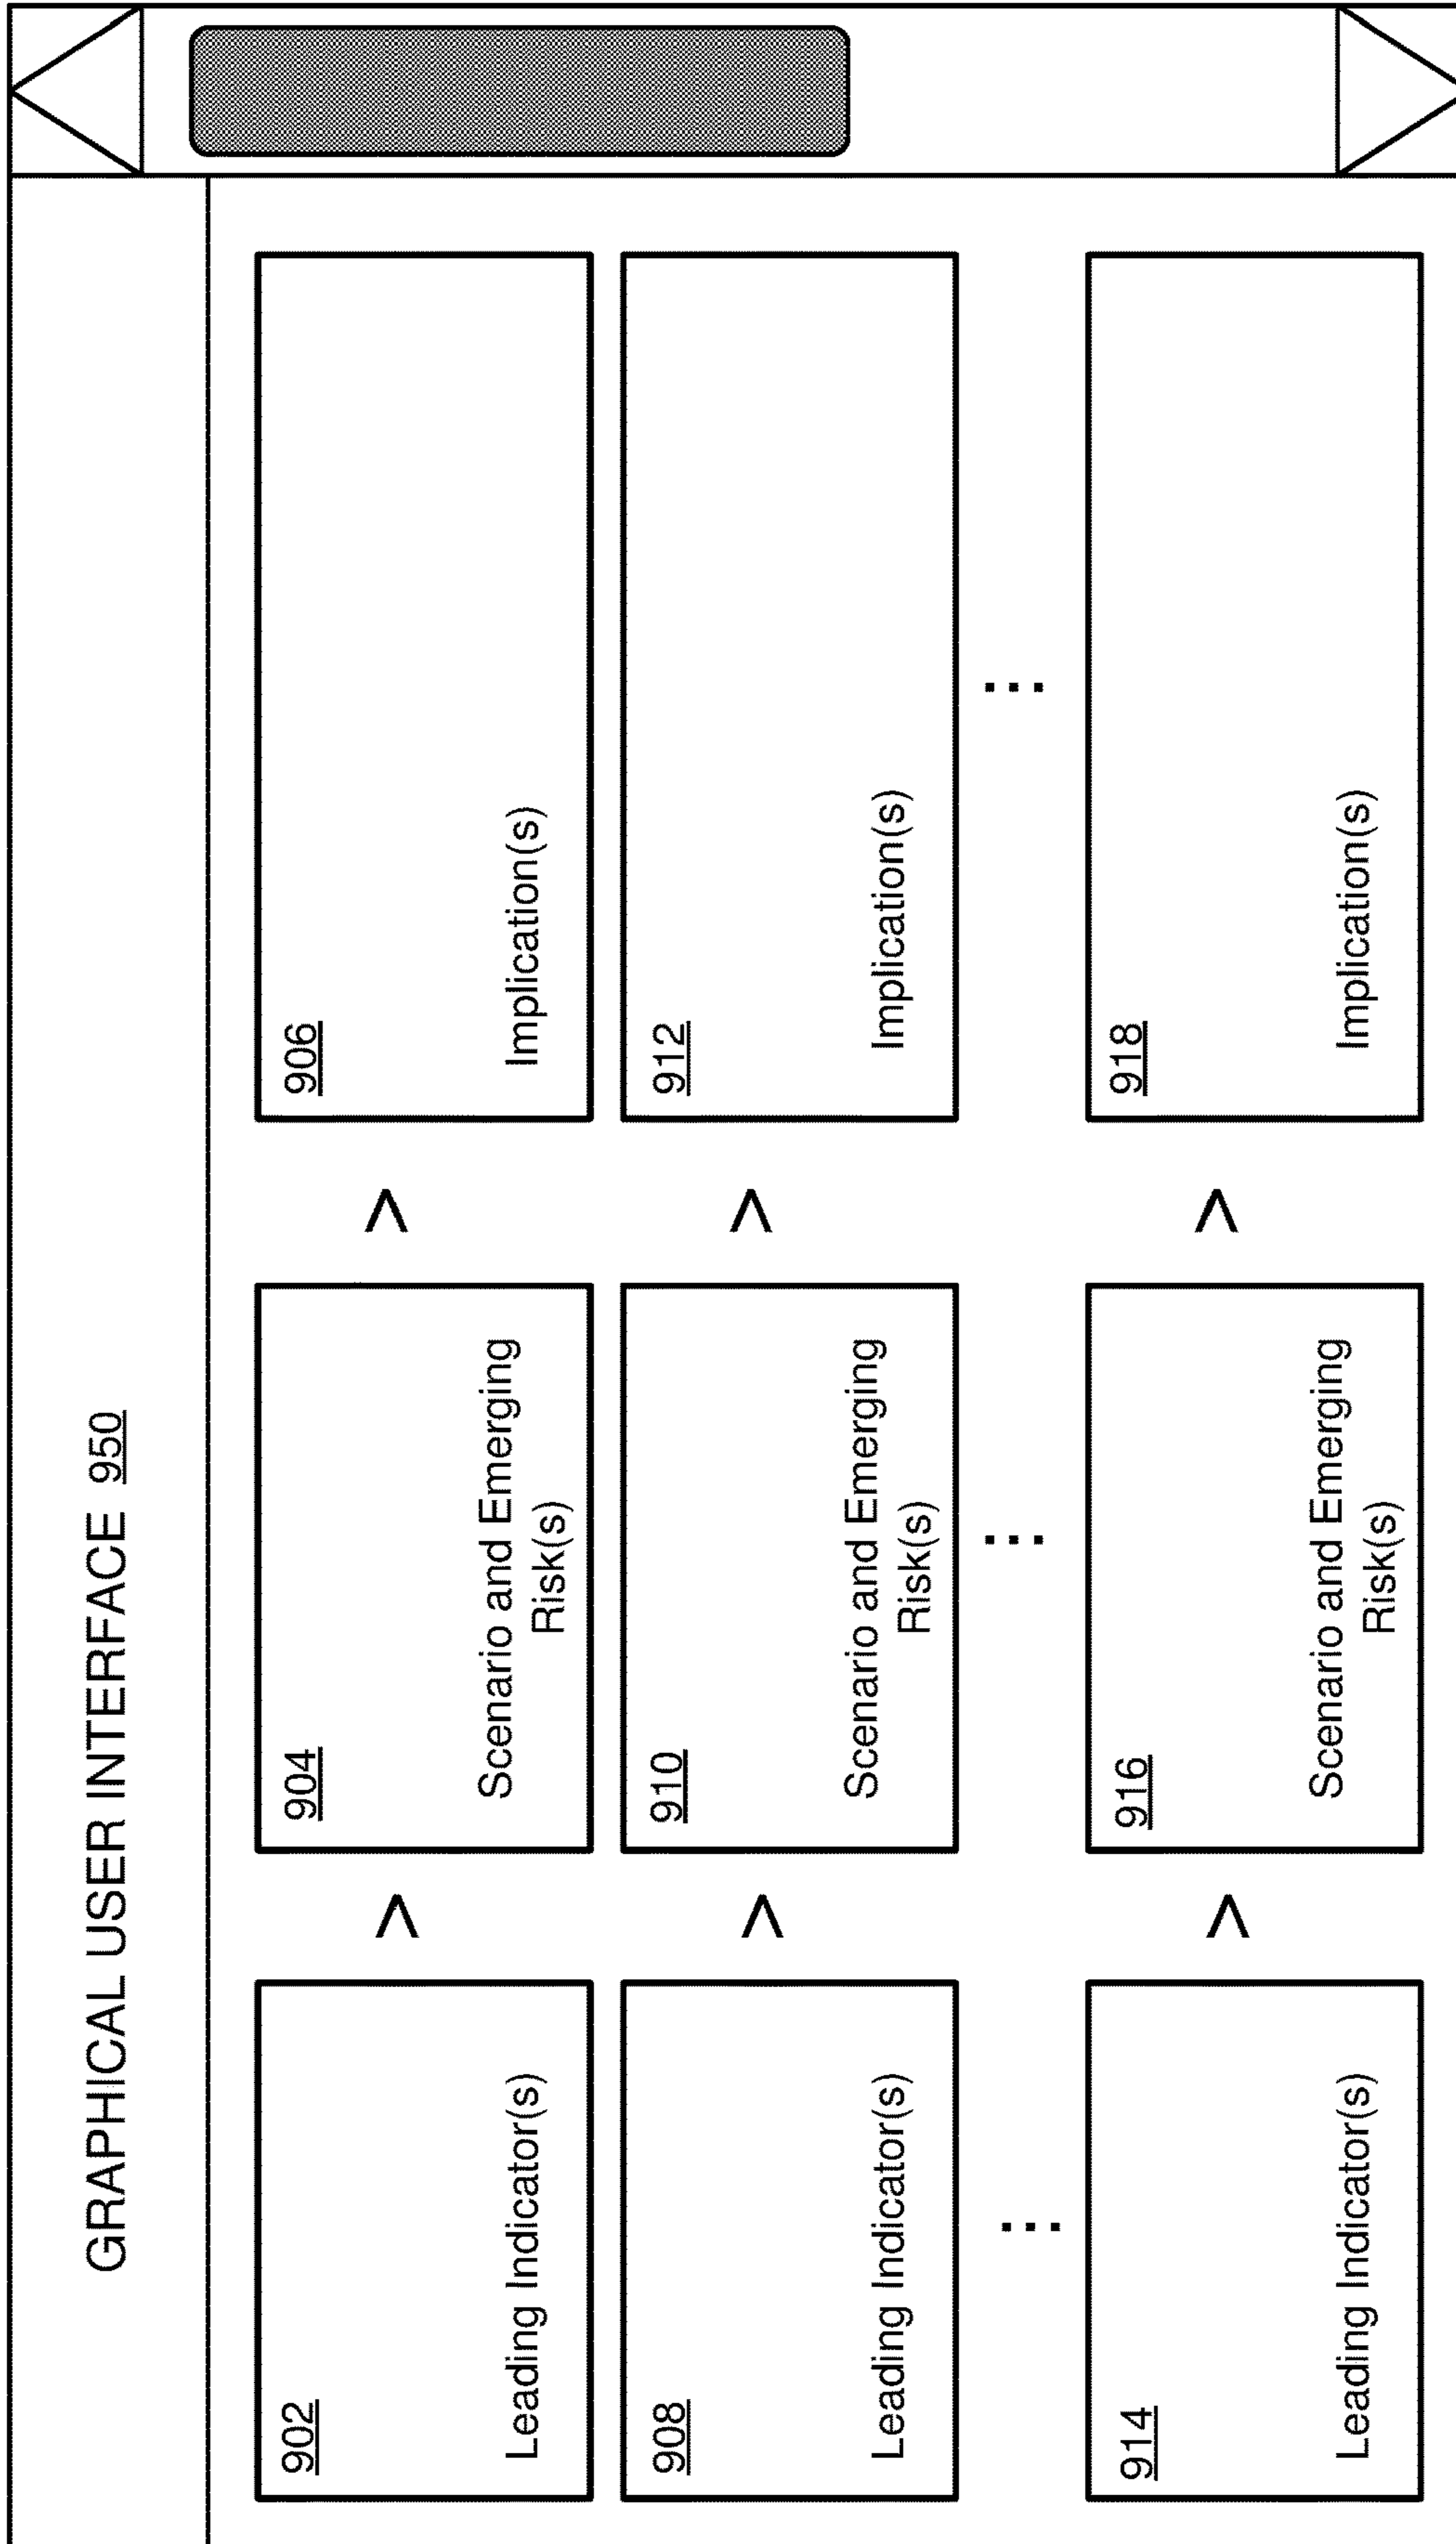 GRAPHICAL USER INTERFACE 950
902
Leading Indicator(s)
>
904
Scenario and Emerging
Risk(s)
>
906
Implication(s)
908
Leading Indicator(s)
>
910
Scenario and Emerging
Risk(s)
>
912
Implication(s)
...
...
...
914
Leading Indicator(s)
>
916
Scenario and Emerging
Risk(s)
>
918
Implication(s)